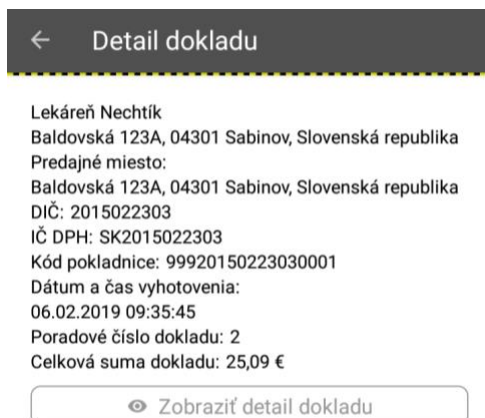 Detail dokladu
Lekáreň Nechtík
Baldovská 123A, 04301 Sabinov, Slovenská republika
Predajné miesto:
Baldovská 123A, 04301 Sabinov, Slovenská republika
DIČ: 2015022303
IČ DPH: SK2015022303
Kód pokladnice: 99920150223030001
Dátum a čas vyhotovenia:
06.02.2019 09:35:45
Poradové číslo dokladu: 2
Celková suma dokladu: 25,09 €
Zobraziť detail dokladu